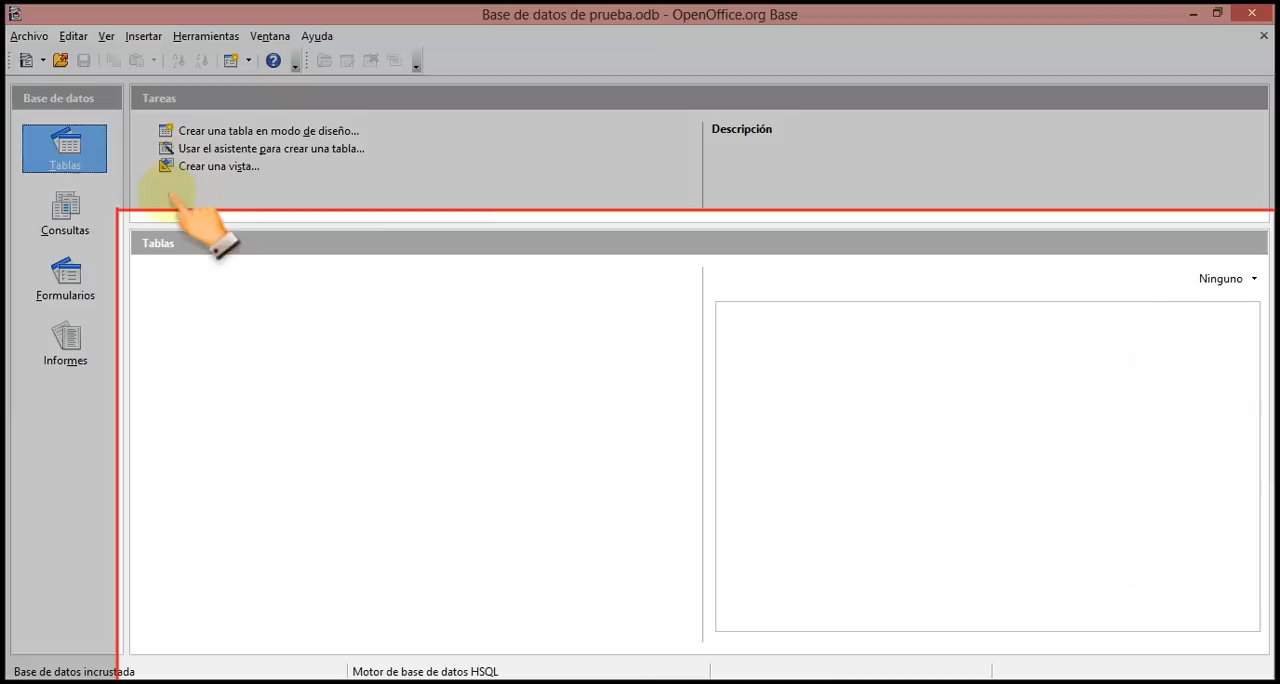 Base de datos de prueba.odb - OpenOffice.org Base
Archivo Editar Ver Insertar Herramientas Ventana Ayuda
Base de datos
Tareas
Tablas
Consultas
Formularios
Informes
Crear una tabla en modo de diseño...
Usar el asistente para crear una tabla...
Crear una vista...
Descripción
Tablas
Ninguno
Base de datos incrustada
Motor de base de datos HSQL